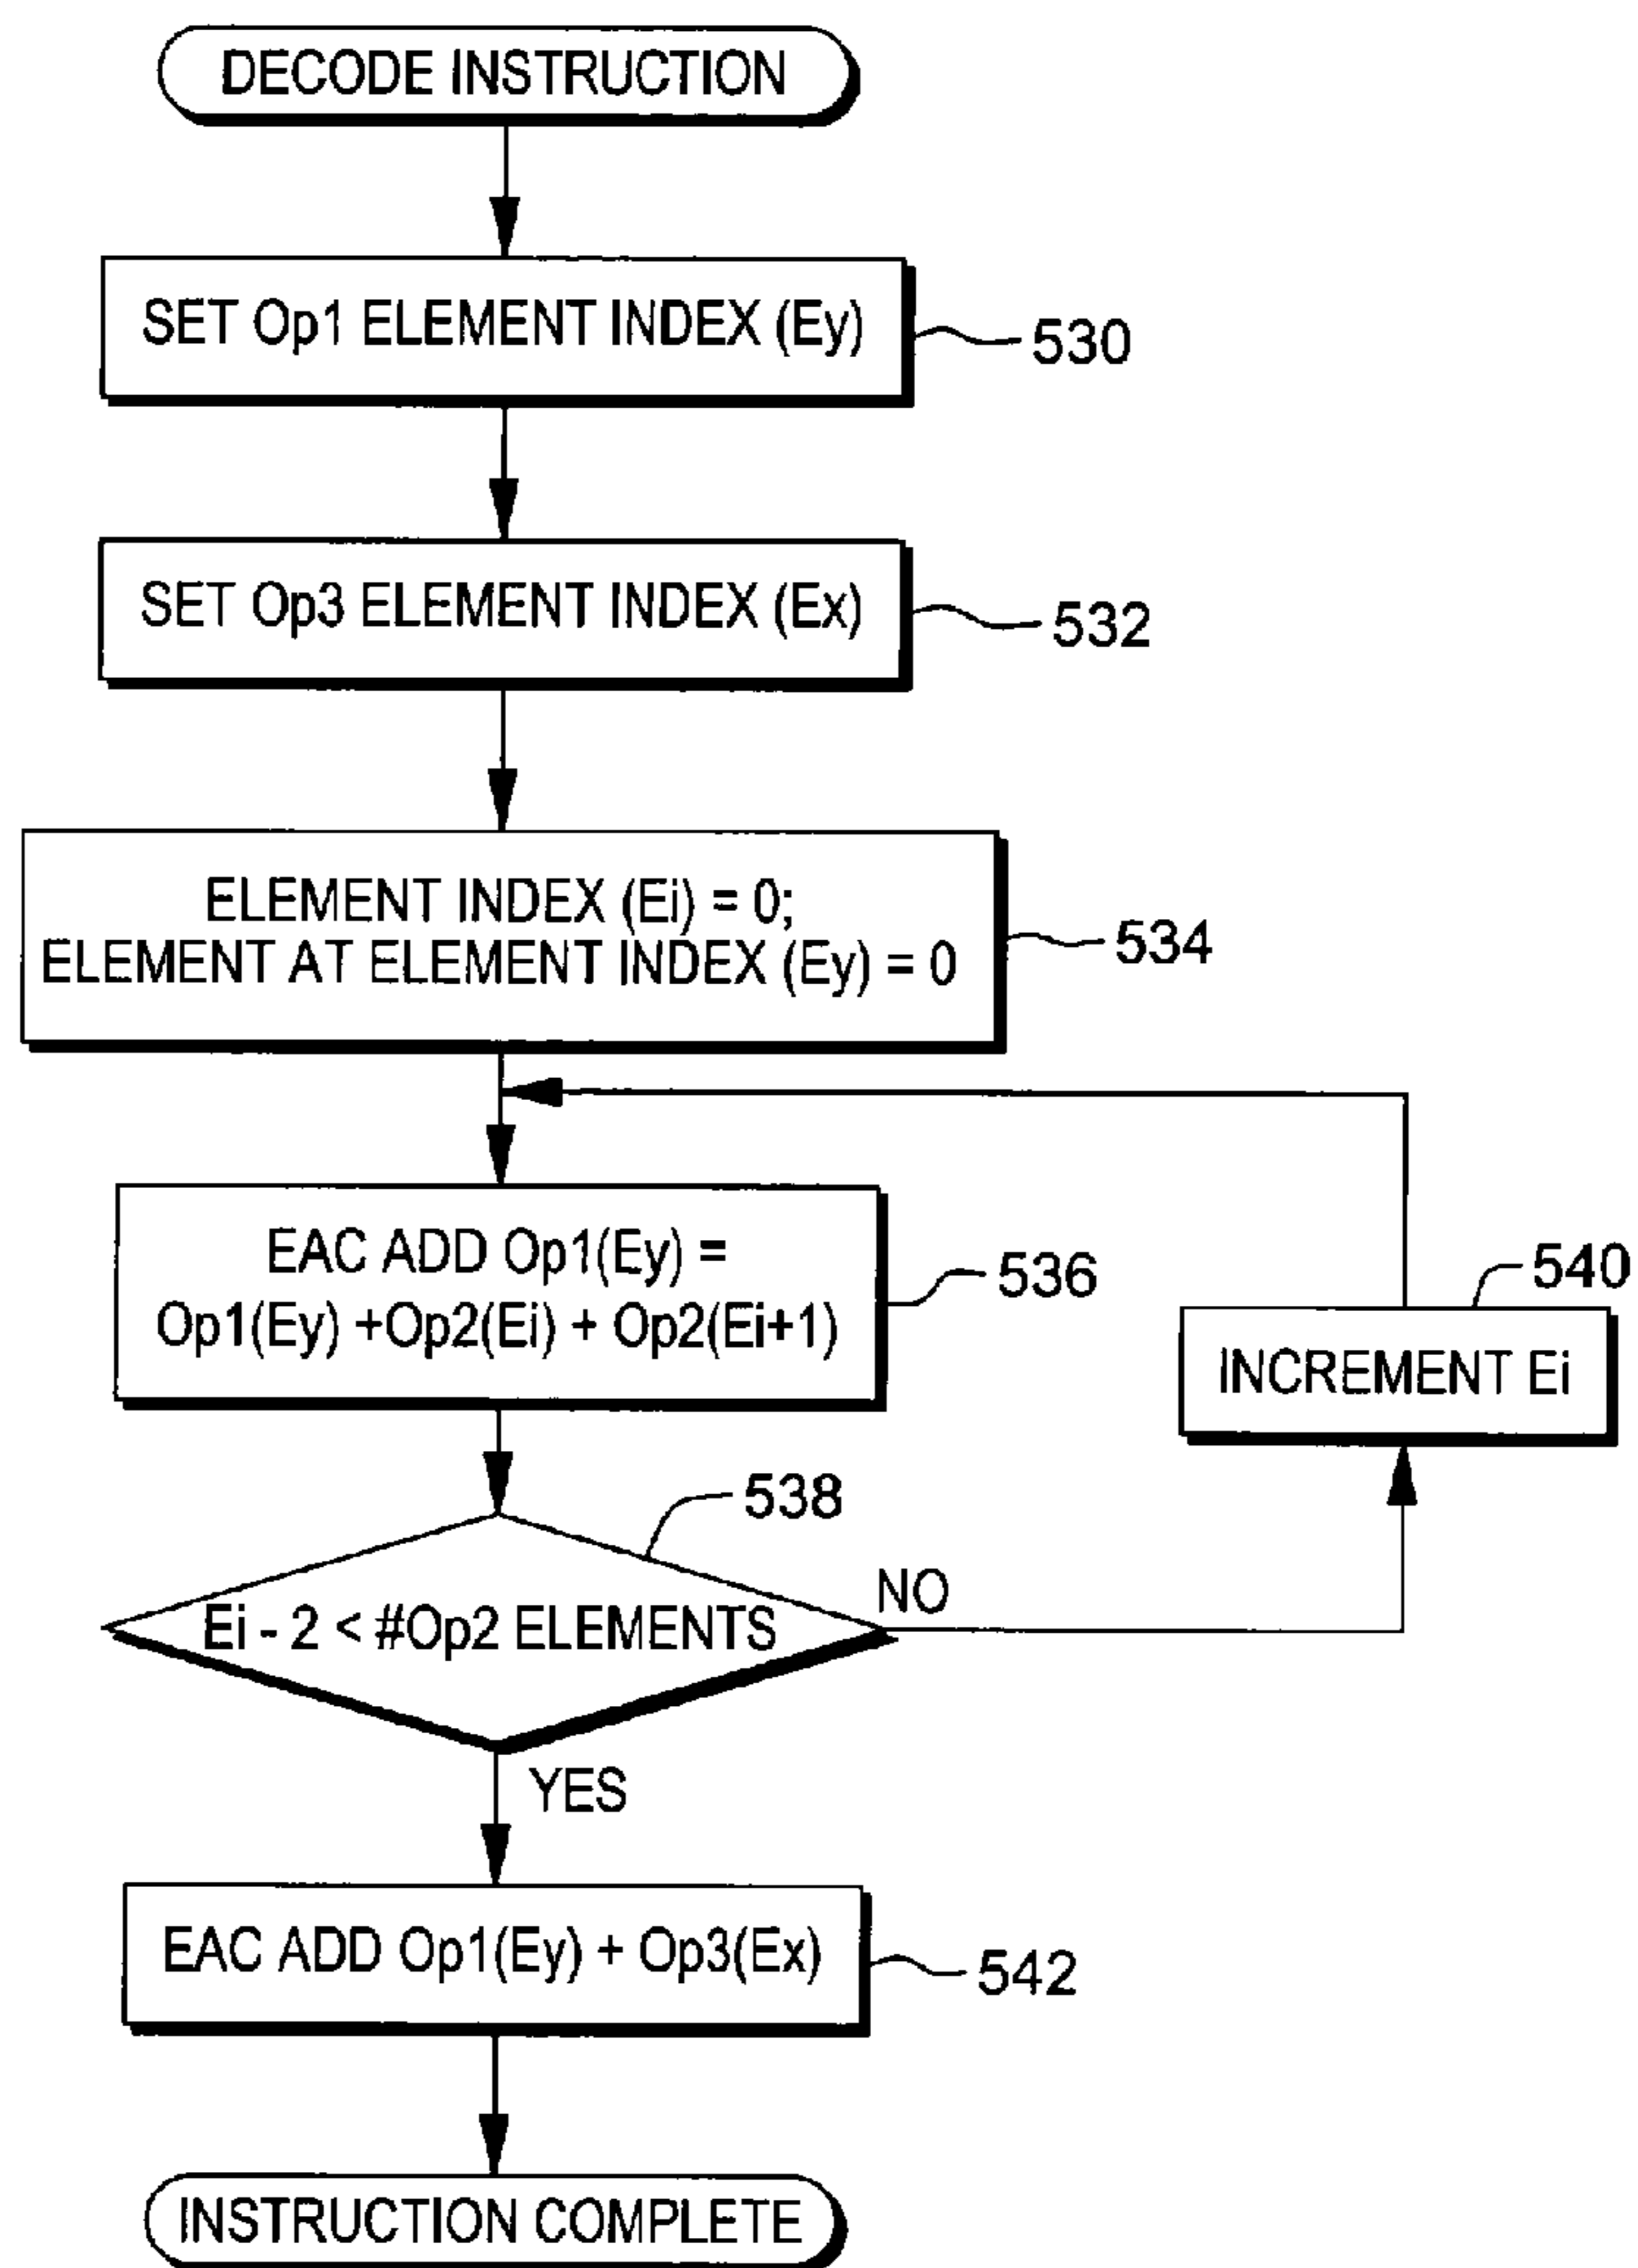 DECODE INSTRUCTION
SET Op1 ELEMENT INDEX (Ey)
530
SET Op3 ELEMENT INDEX (Ex)
532
ELEMENT INDEX (Ei) = 0;
ELEMENT AT ELEMENT INDEX (Ey) = 0
534
EAC ADD Op1(Ey) =
Op1(Ey) +Op2(Ei) + Op2(Ei+1)
536
540
INCREMENT Ei
538
Ei - 2 < #Op2 ELEMENTS
NO
YES
EAC ADD Op1(Ey) + Op3(Ex)
542
INSTRUCTION COMPLETE